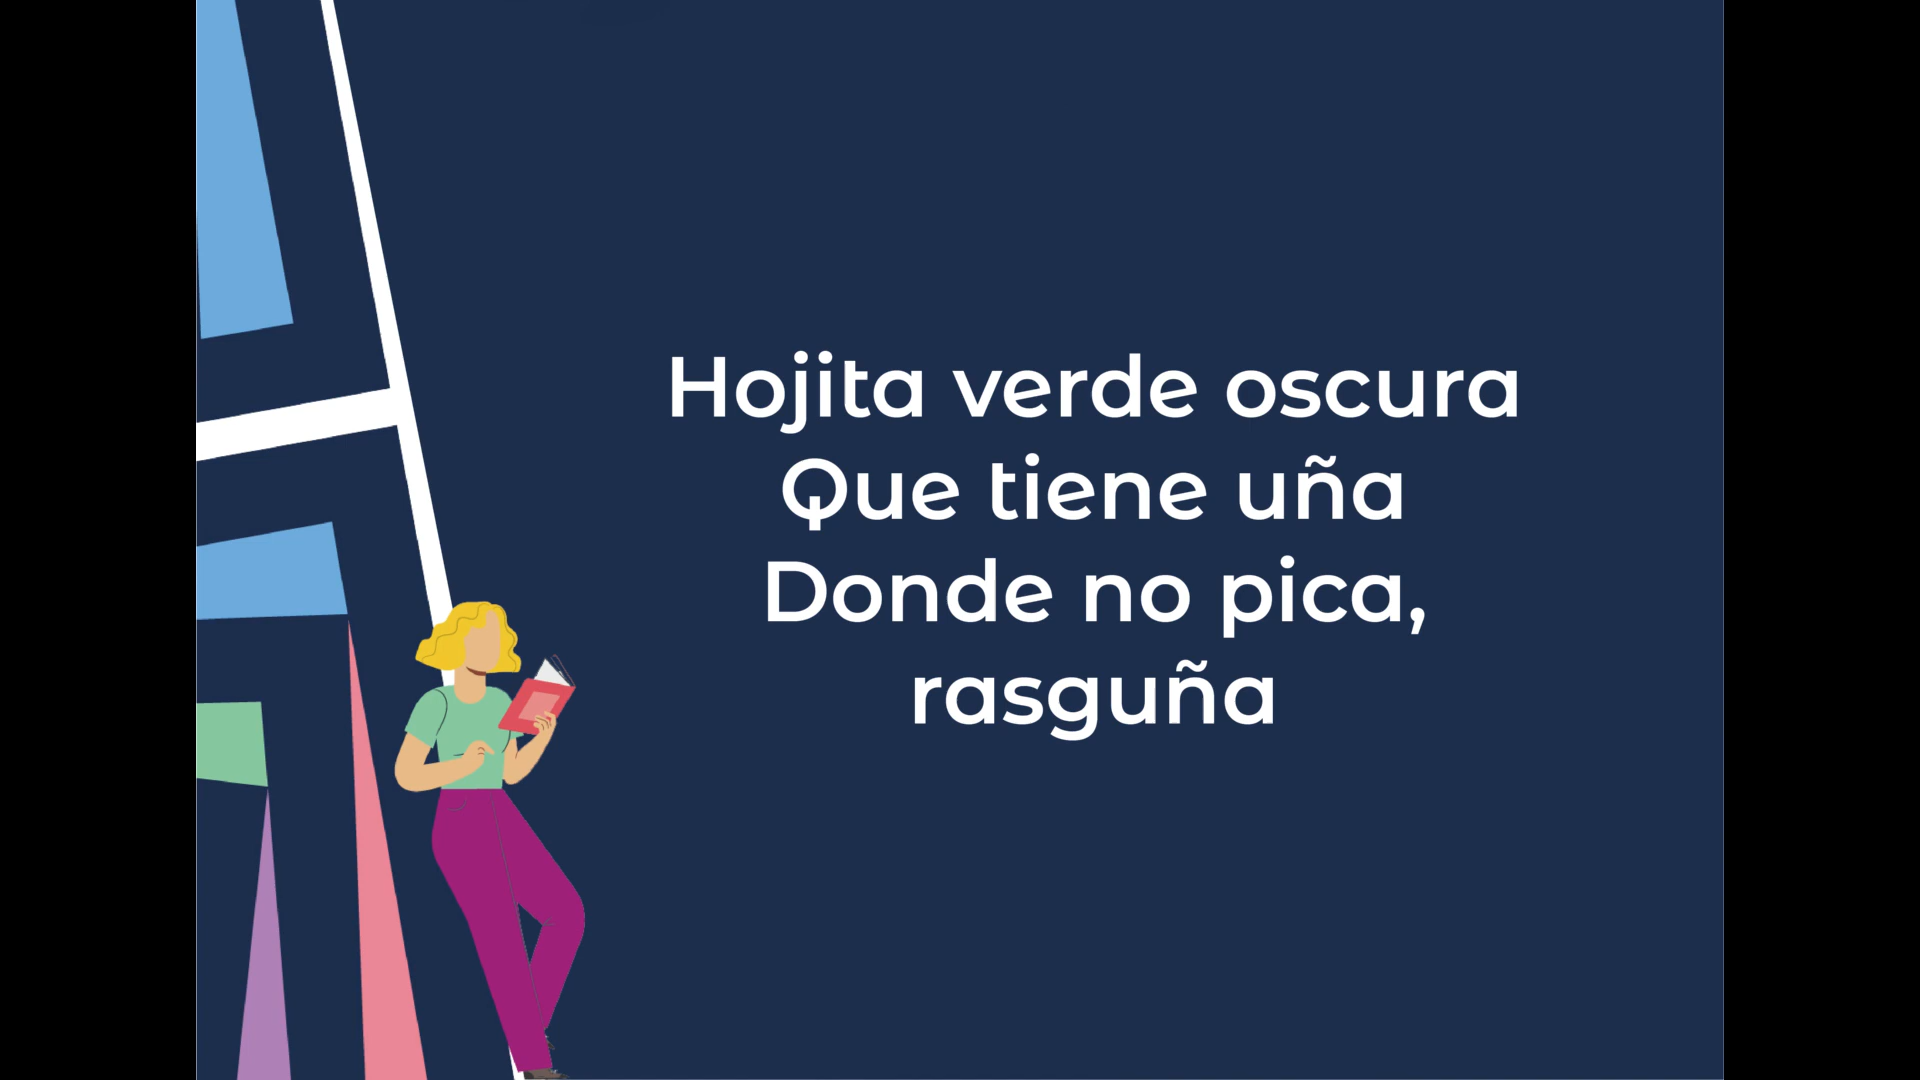 Hojita verde oscura
Que tiene uña
Donde no pica,
rasguña